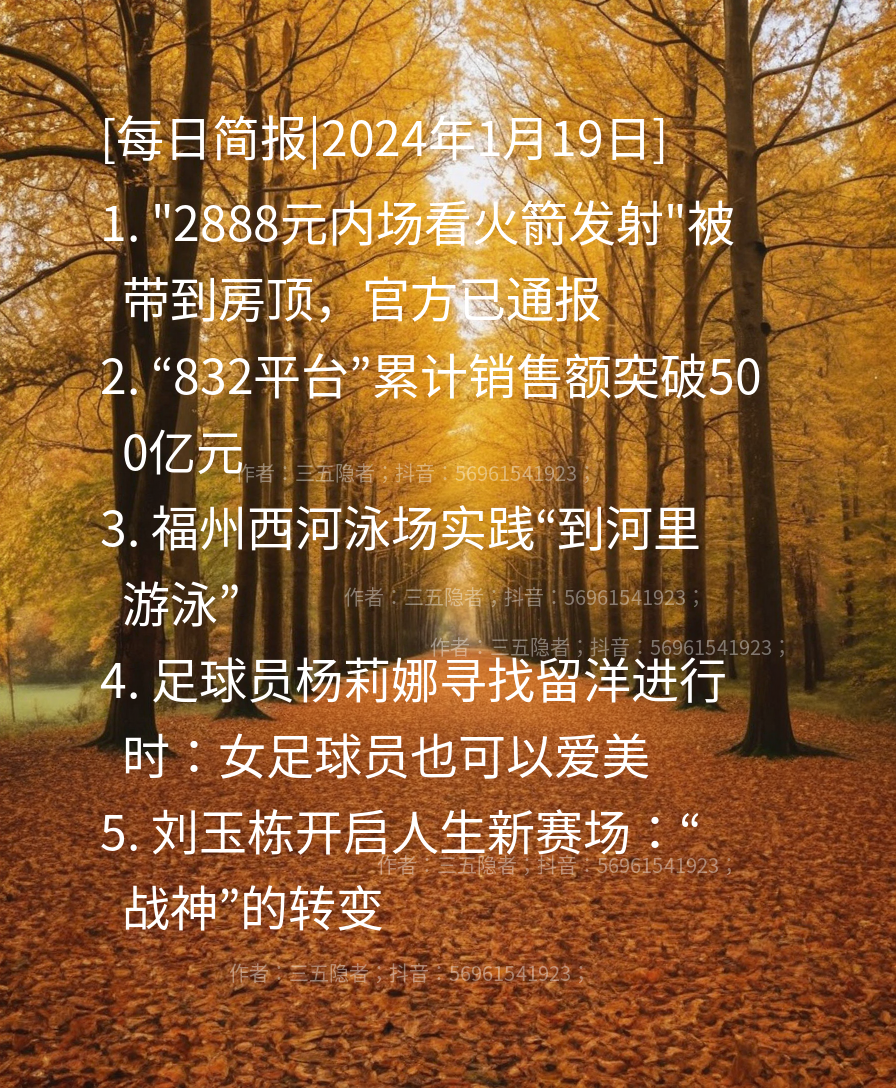 [每日简报|2024年1月19日]
1. "2888元内场看火箭发射"被
带到房顶，官方已通报
2. “832平台”累计销售额突破50
0亿元
作者：三五隐者；抖音：56961541923；
3. 福州西河泳场实践“到河里
游泳”
作者：三五隐者；抖音：56961541923；
作者：三五隐者；抖音：56961541923；
4. 足球员杨莉娜寻找留洋进行
时：女足球员也可以爱美
5. 刘玉栋开启人生新赛场：“
作者：三五隐者；抖音：56961541923；
战神”的转变
作者：三五隐者；抖音：56961541923；